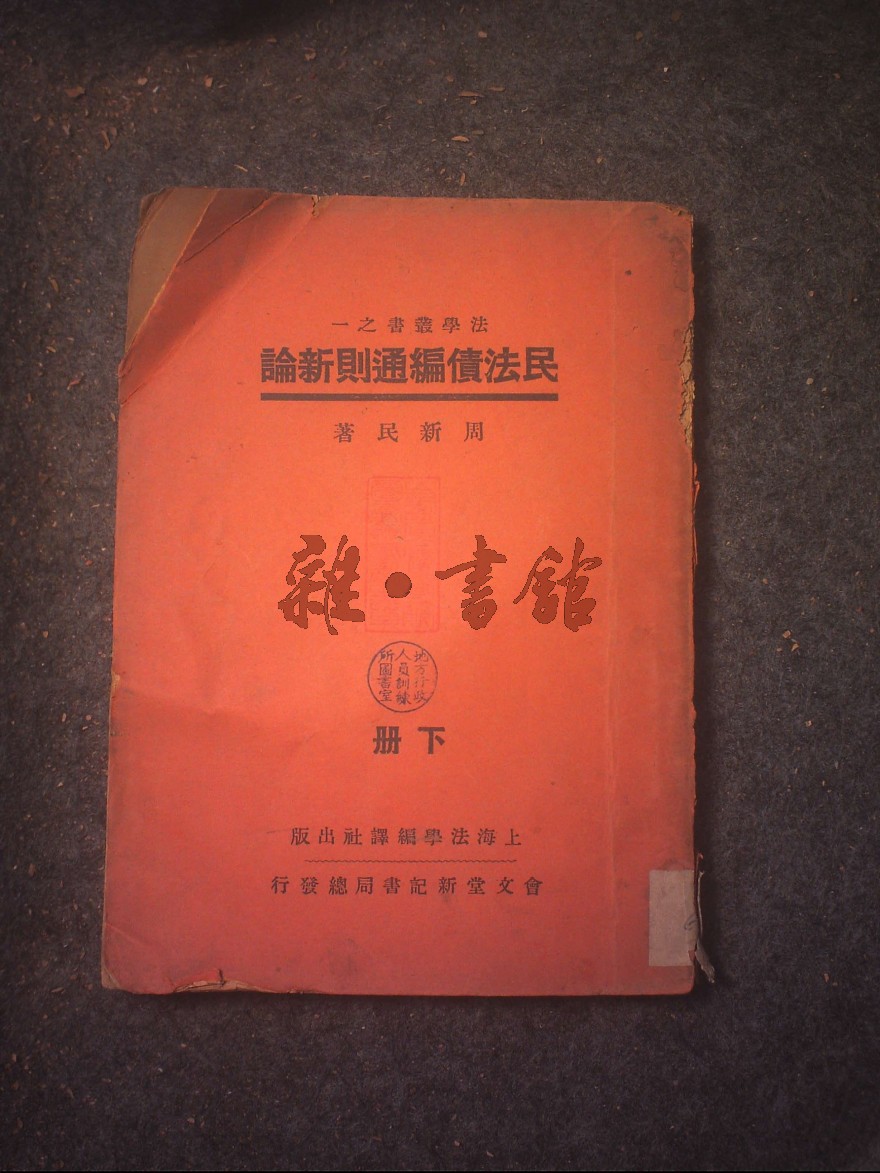 法學叢書之一
民法債編通則新論
周新民著
雜•書館
地方行政
人員訓練
所圖書室
下册
上海法學編譯社出版
會文堂新記書局總發行